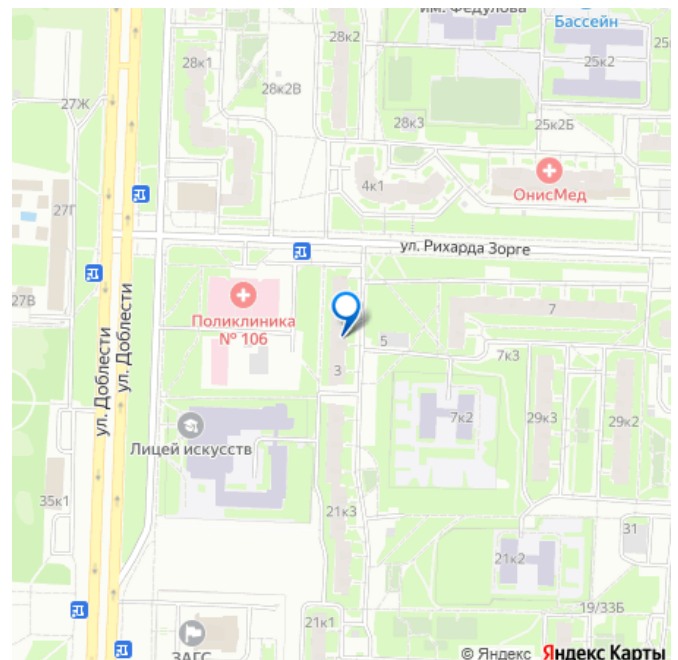 им. Федулова
Бассейн
28к2
25
28к1
25к2
27Ж
28к2В
28к3
25к2Б
4к1
ОнисМед
27Г
ул. Рихарда Зорге
27В
Поликлиника
№ 106
7
5
7к3
3
ул. Доблести
ул. Доблести
Лицей искусств
7к2
29к3
29к2
35к1
21к3
31
21к2
19/33Б
21к1
ЗАГС
© Яндекс Яндекс Карты